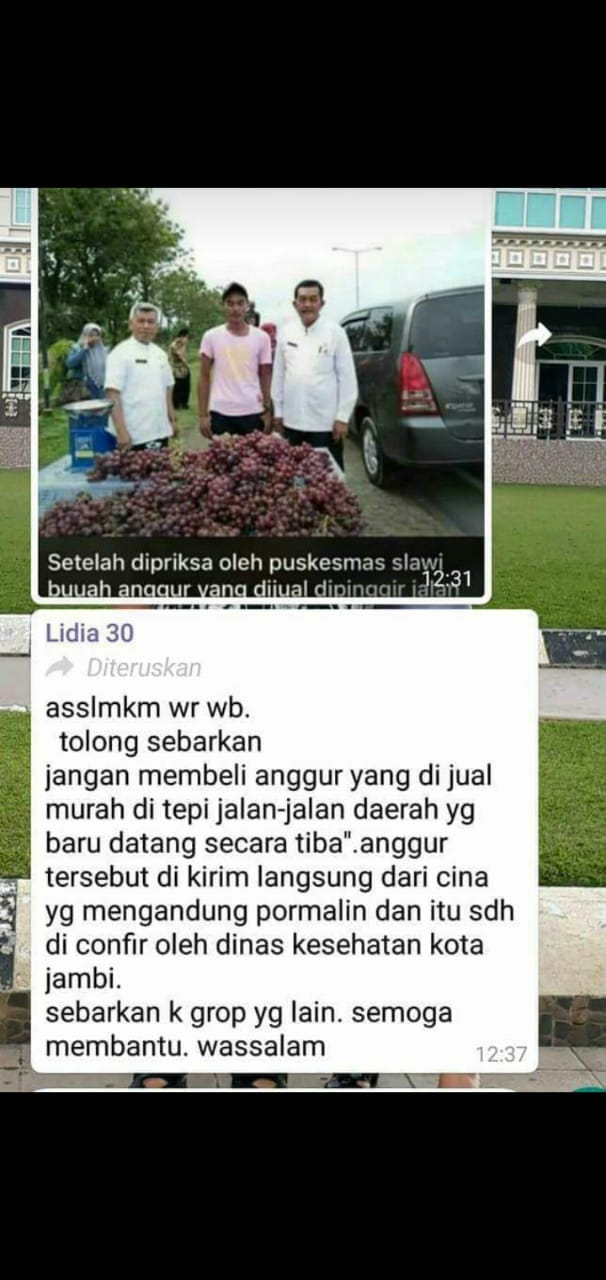 Setelah dipriksa oleh puskesmas slawi
buuah anggur yang dijual dipinggir jalan
12:31
Lidia 30
Diteruskan
asslmkm wr wb.
tolong sebarkan
jangan membeli anggur yang di jual
murah di tepi jalan-jalan daerah yg
baru datang secara tiba".anggur
tersebut di kirim langsung dari cina
yg mengandung pormalin dan itu sdh
di confir oleh dinas kesehatan kota
jambi.
sebarkan k grop yg lain. semoga
membantu. wassalam
12:37